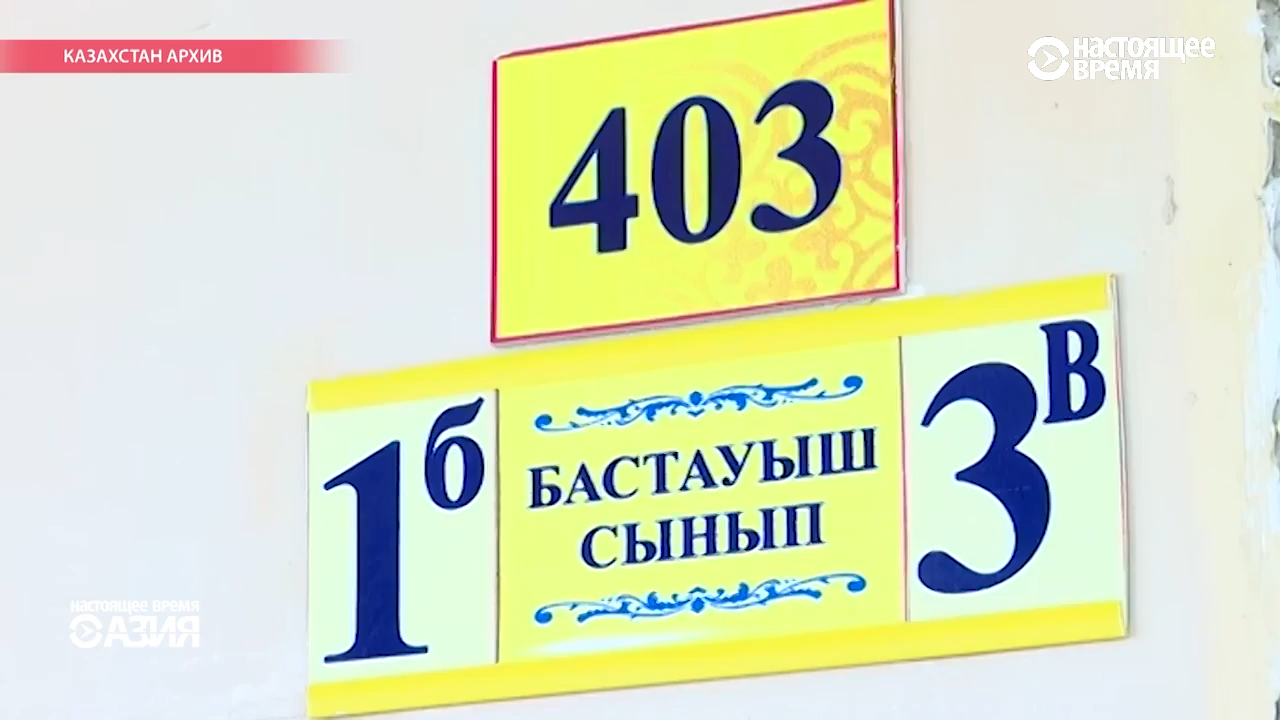 КАЗАХСТАН АРХИВ
НАСТОЯЩЕЕ
ВРЕМЯ
403
1б
БАСТАУЫШ
СЫНЫП
3В
НАСТОЯЩЕЕ ВРЕМЯ
АЗИЯ